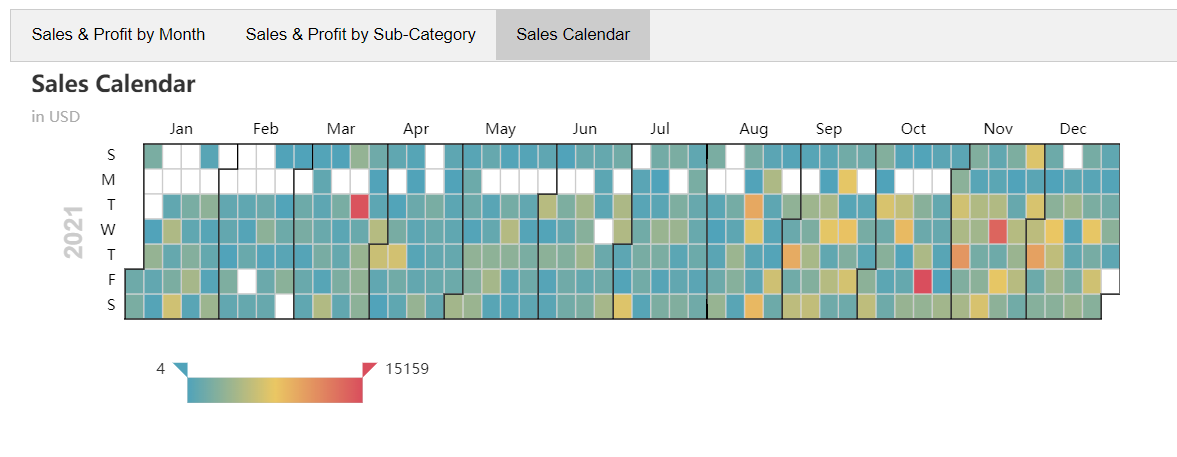 Sales & Profit by Month Sales & Profit by Sub-Category Sales Calendar
Sales Calendar
in USD
Jan Feb Mar Apr May Jun Jul Aug Sep Oct Nov Dec
S
M
T
W
T
F
S
2021
4 15159